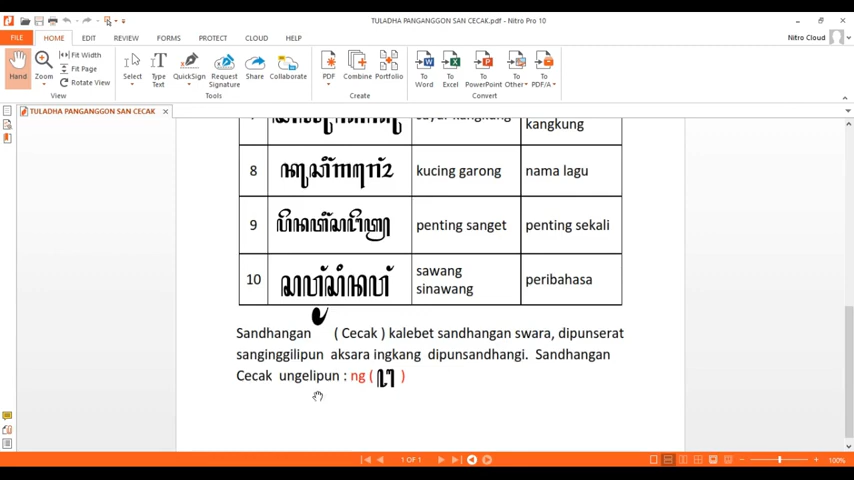 TULADHA PANGANGGON SAN CECAK.pdf - Nitro Pro 10
FILE HOME EDIT REVIEW FORMS PROTECT CLOUD HELP
Nitro Cloud
Hand
Zoom
Fit Width
Fit Page
Rotate View
View
Select
Type Text
QuickSign
Request Signature
Share
Collaborate
Tools
PDF
Combine
Portfolio
Create
To Word
To Excel
To PowerPoint
To Other
To PDF/A
Convert
TULADHA PANGANGGON SAN CECAK
kangkung
8 kucing garong nama lagu
9 penting sanget penting sekali
10 sawang sinawang peribahasa
Sandhangan ( Cecak ) kalebet sandhangan swara, dipunserat
sanginggilipun aksara ingkang dipunsandhangi. Sandhangan
Cecak ungelipun : ng ( )
1 OF 1
100%